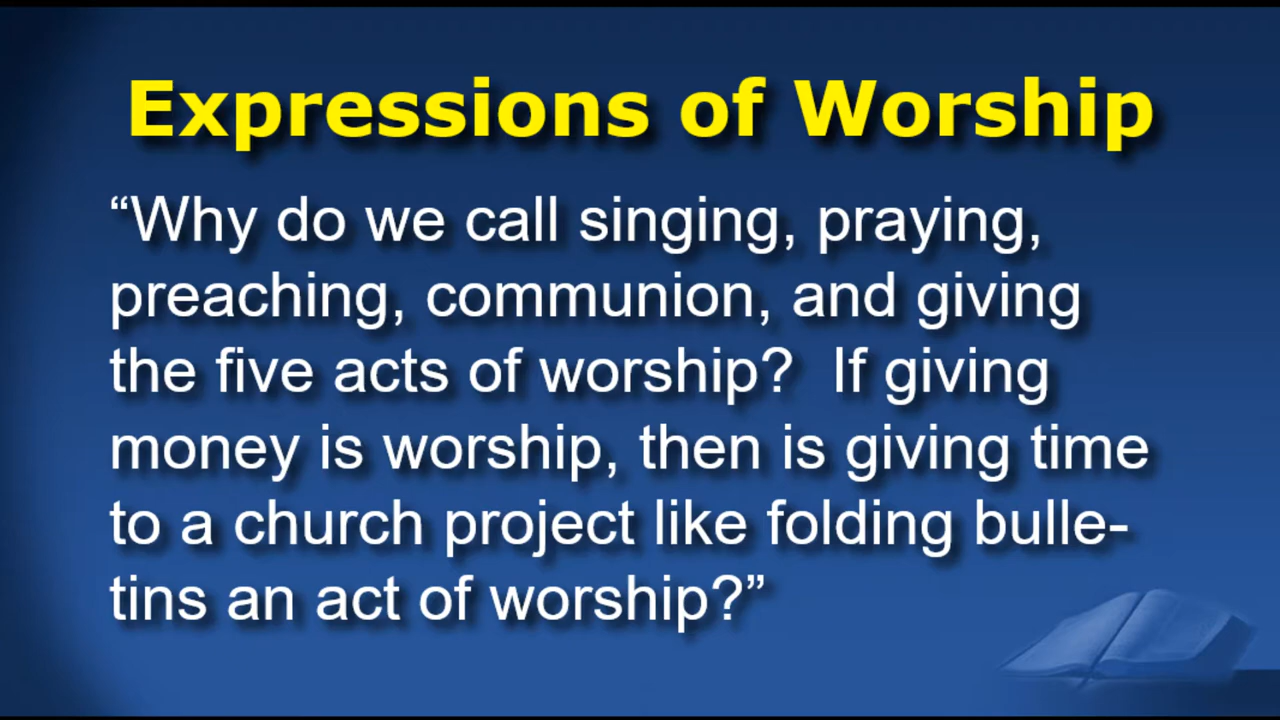 Expressions of Worship
“Why do we call singing, praying,
preaching, communion, and giving
the five acts of worship?  If giving
money is worship, then is giving time
to a church project like folding bulle-
tins an act of worship?”